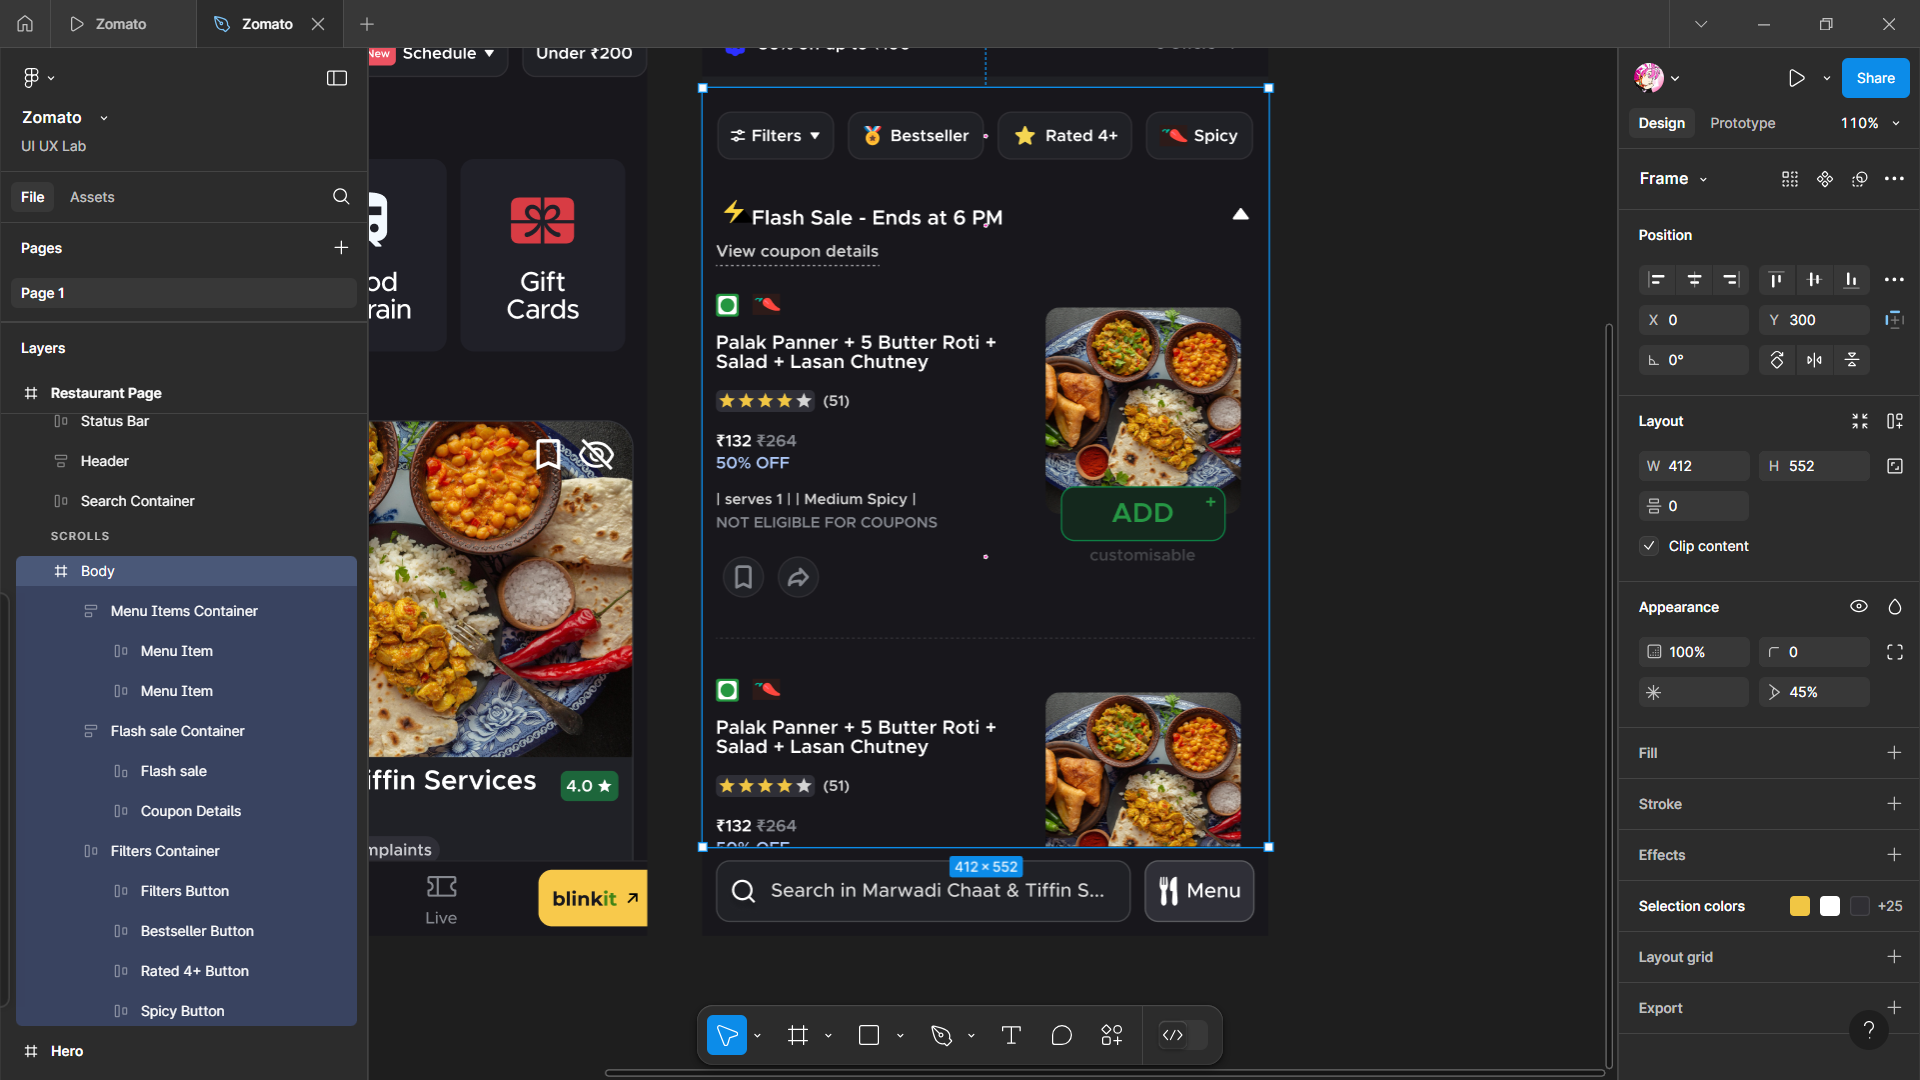 Zomato
Zomato
Zomato
UI UX Lab
File
Assets
Pages
Page 1
Layers
Restaurant Page
Status Bar
Header
Search Container
SCROLLS
Body
Menu Items Container
Menu Item
Menu Item
Flash sale Container
Flash sale
Coupon Details
Filters Container
Filters Button
Bestseller Button
Rated 4+ Button
Spicy Button
Hero
New Schedule
Under ₹200
od
rain
Gift
Cards
iffin Services
4.0
mplaints
Live
blinkit
Filters
Bestseller
Rated 4+
Spicy
Flash Sale - Ends at 6 PM
View coupon details
Palak Panner + 5 Butter Roti +
Salad + Lasan Chutney
(51)
₹132 ₹264
50% OFF
| serves 1 | | Medium Spicy |
NOT ELIGIBLE FOR COUPONS
ADD +
customisable
Palak Panner + 5 Butter Roti +
Salad + Lasan Chutney
(51)
₹132 ₹264
50% OFF
412 × 552
Search in Marwadi Chaat & Tiffin S...
Menu
Share
Design
Prototype
110%
Frame
Position
X 0
Y 300
0°
Layout
W 412
H 552
0
Clip content
Appearance
100%
0
45%
Fill
Stroke
Effects
Selection colors
+25
Layout grid
Export
?